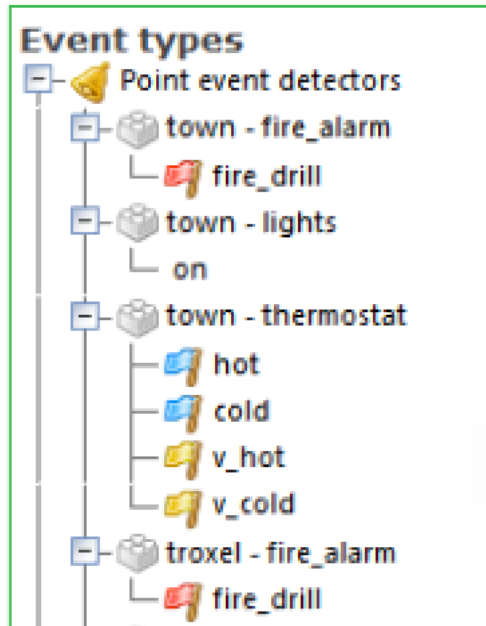 Event types
Point event detectors
town - fire_alarm
fire_drill
town - lights
on
town - thermostat
hot
cold
v_hot
v_cold
troxel - fire_alarm
fire_drill